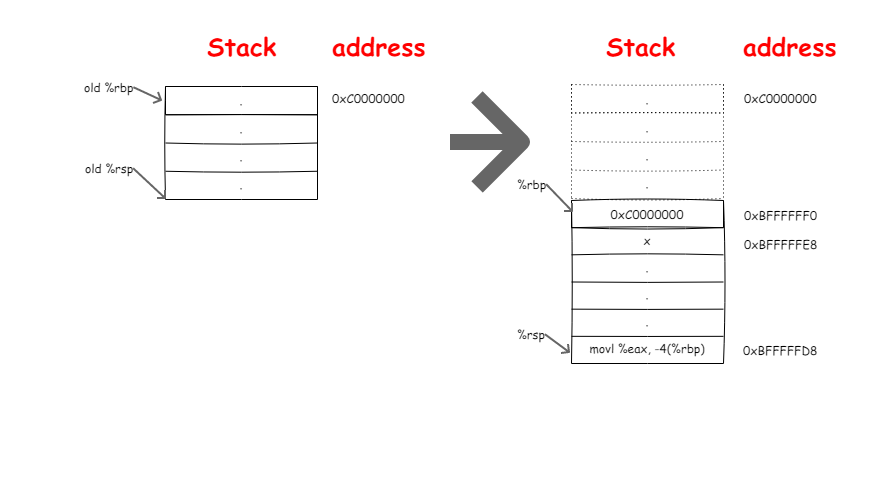 Stack address
old %rbp
0xC0000000
.
.
.
old %rsp
.
Stack address
.
0xC0000000
.
.
.
%rbp
0xC0000000 0xBFFFFFF0
x 0xBFFFFFE8
.
.
.
%rsp
movl %eax, -4(%rbp) 0xBFFFFFD8